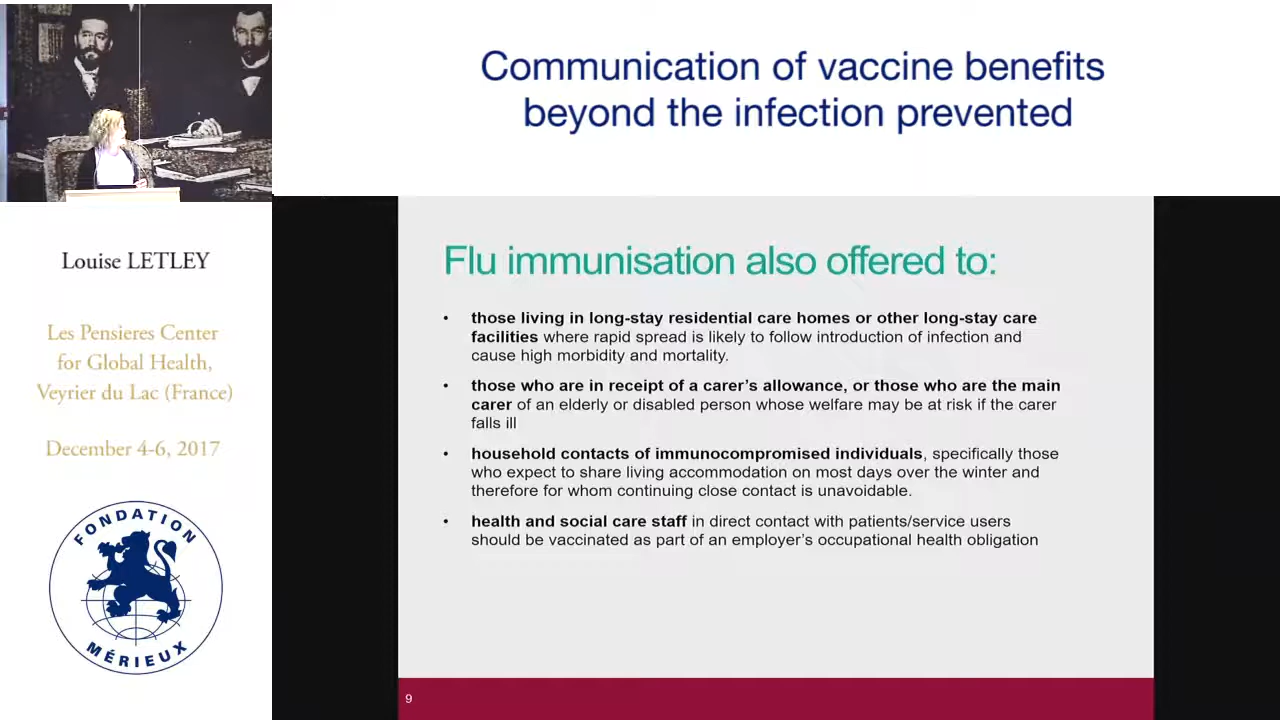 Communication of vaccine benefits
beyond the infection prevented
Louise LETLEY
Les Pensieres Center
for Global Health,
Veyrier du Lac (France)
December 4-6, 2017
FONDATION
MÉRIEUX
Flu immunisation also offered to:
• those living in long-stay residential care homes or other long-stay care
facilities where rapid spread is likely to follow introduction of infection and
cause high morbidity and mortality.
• those who are in receipt of a carer's allowance, or those who are the main
carer of an elderly or disabled person whose welfare may be at risk if the carer
falls ill
• household contacts of immunocompromised individuals, specifically those
who expect to share living accommodation on most days over the winter and
therefore for whom continuing close contact is unavoidable.
• health and social care staff in direct contact with patients/service users
should be vaccinated as part of an employer's occupational health obligation
9